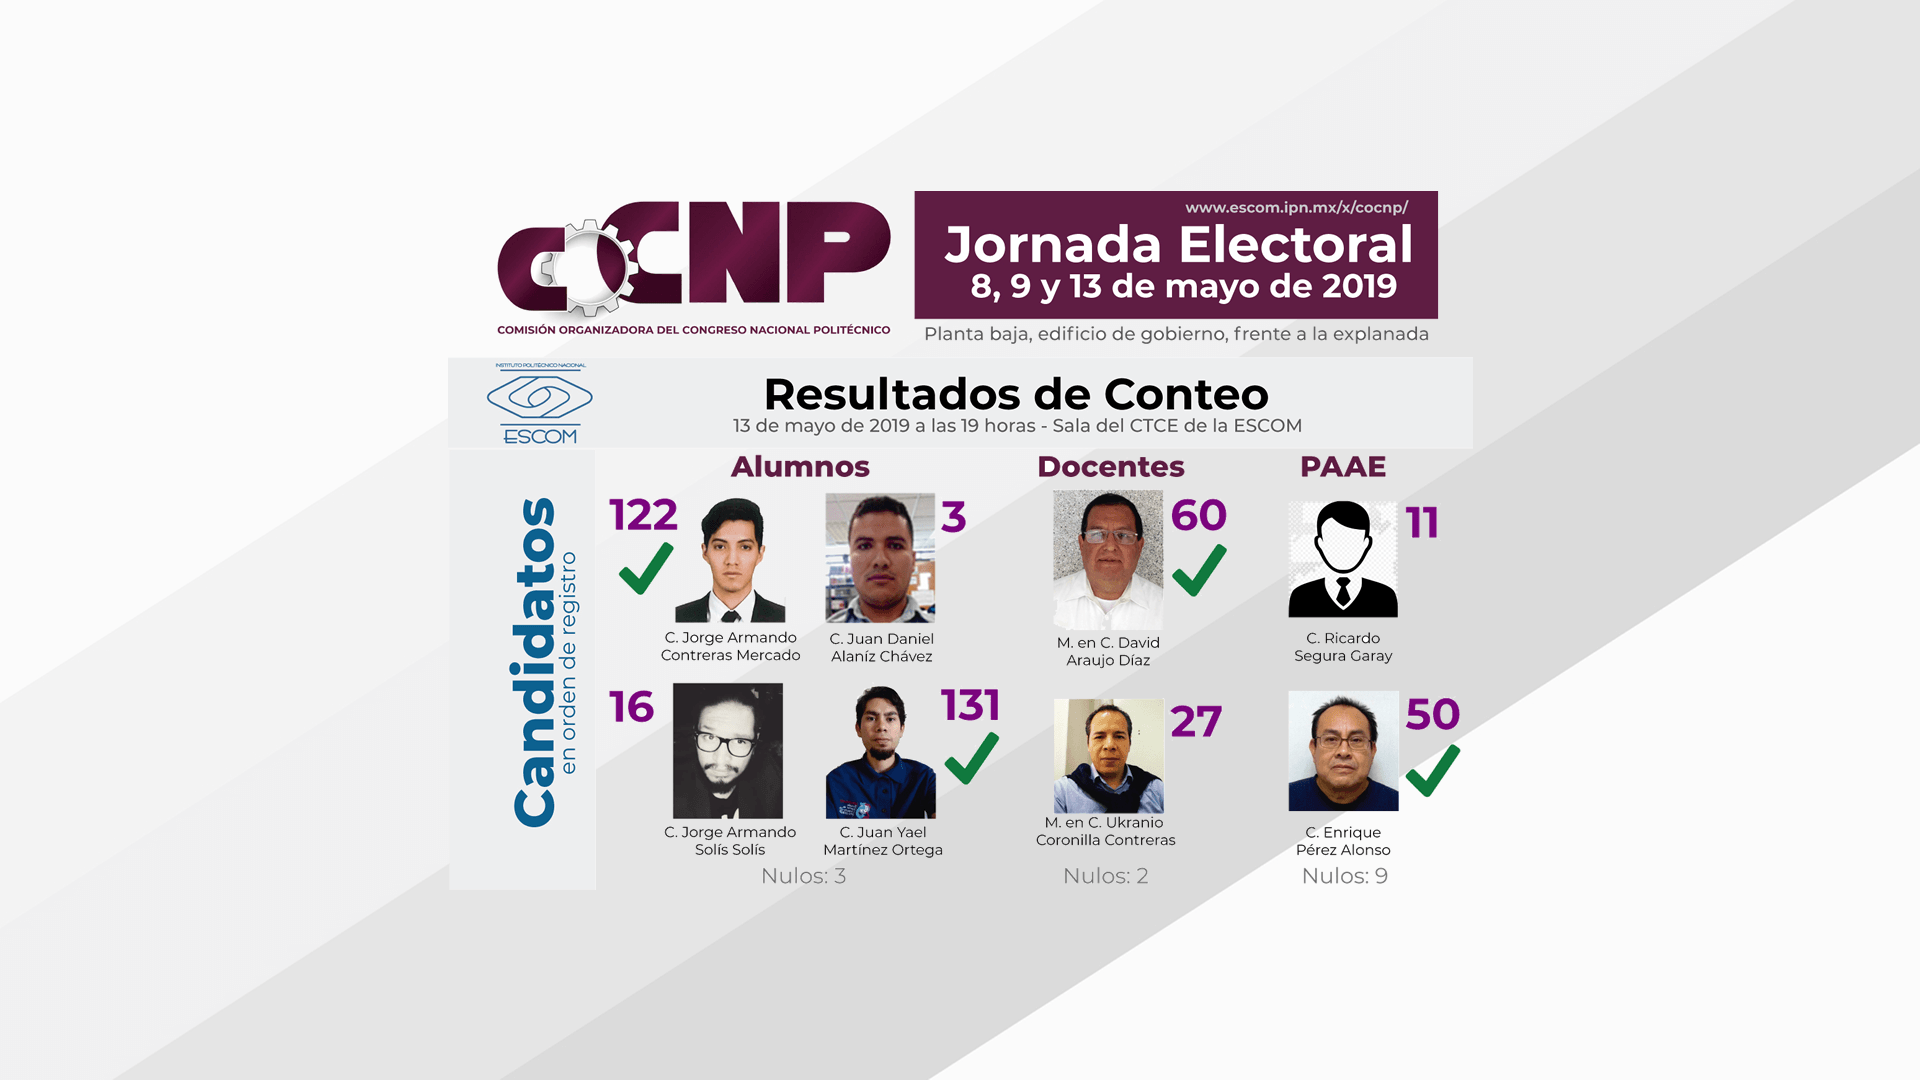 COCNP
COMISIÓN ORGANIZADORA DEL CONGRESO NACIONAL POLITÉCNICO
www.escom.ipn.mx/x/cocnp/
Jornada Electoral
8, 9 y 13 de mayo de 2019
Planta baja, edificio de gobierno, frente a la explanada
INSTITUTO POLITÉCNICO NACIONAL
ESCOM
Resultados de Conteo
13 de mayo de 2019 a las 19 horas - Sala del CTCE de la ESCOM
Candidatos
en orden de registro
Alumnos
122
C. Jorge Armando
Contreras Mercado
3
C. Juan Daniel
Alaníz Chávez
16
C. Jorge Armando
Solís Solís
131
C. Juan Yael
Martínez Ortega
Nulos: 3
Docentes
60
M. en C. David
Araujo Díaz
27
M. en C. Ukranio
Coronilla Contreras
Nulos: 2
PAAE
11
C. Ricardo
Segura Garay
50
C. Enrique
Pérez Alonso
Nulos: 9